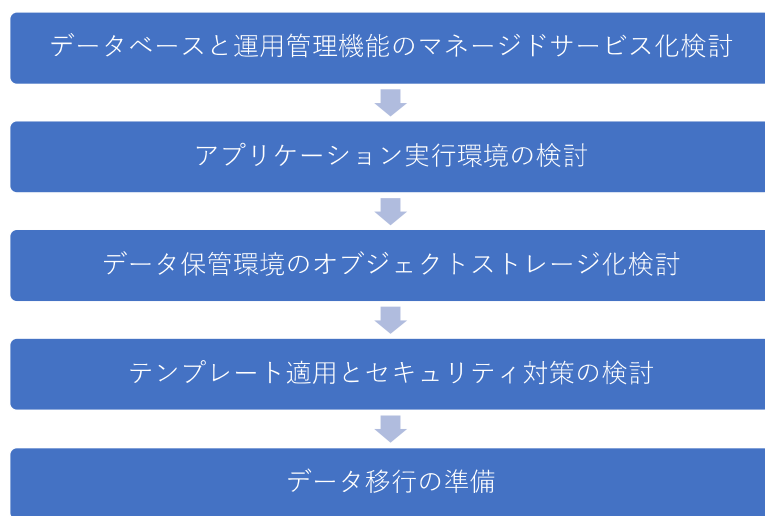 データベースと運用管理機能のマネージドサービス化検討
アプリケーション実行環境の検討
データ保管環境のオブジェクトストレージ化検討
テンプレート適用とセキュリティ対策の検討
データ移行の準備